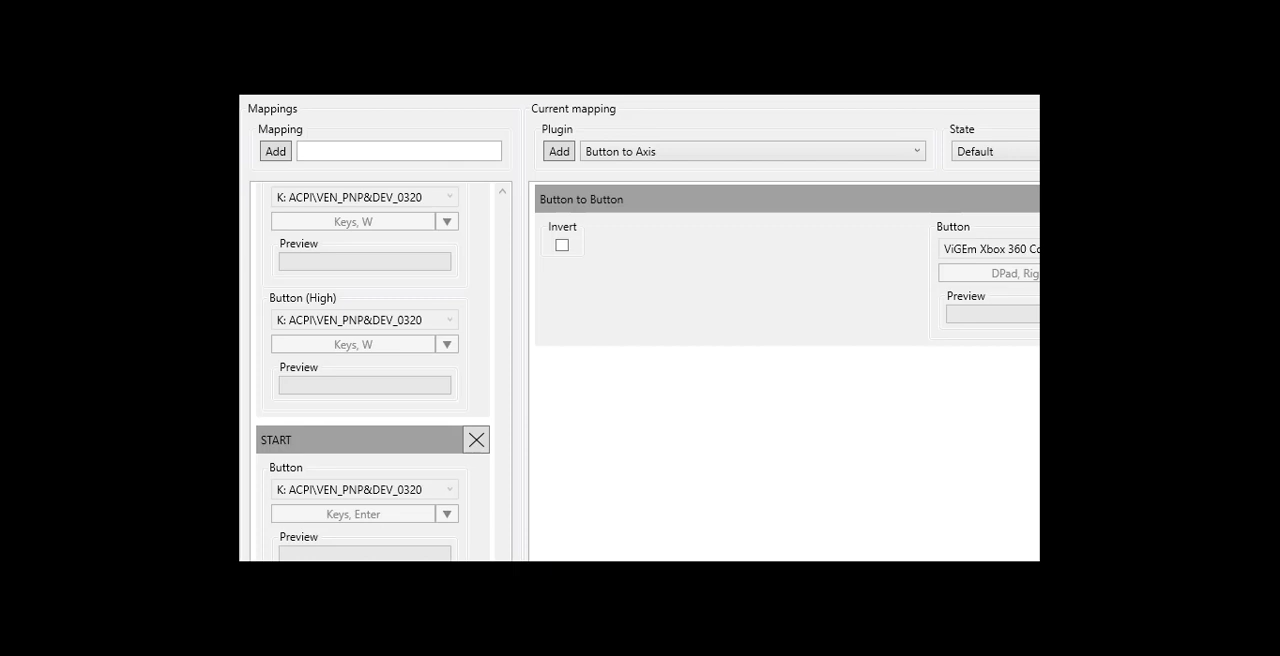 Mappings
Mapping
Add
K: ACPI\VEN_PNP&DEV_0320
Keys, W
Preview
Button (High)
K: ACPI\VEN_PNP&DEV_0320
Keys, W
Preview
START
Button
K: ACPI\VEN_PNP&DEV_0320
Keys, Enter
Preview
Current mapping
Plugin
Add
Button to Axis
State
Default
Button to Button
Invert
Button
ViGEm Xbox 360 Co
DPad, Rig
Preview